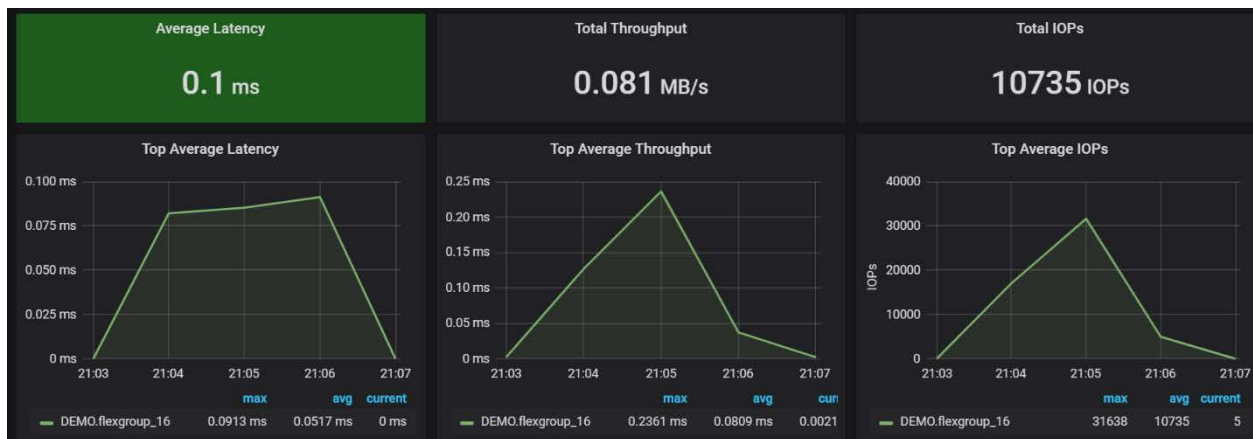 Average Latency
0.1 ms
Total Throughput
0.081 MB/s
Total IOPs
10735 IOPs
Top Average Latency
0.100 ms
0.075 ms
0.050 ms
0.025 ms
0 ms
21:03 21:04 21:05 21:06 21:07
max avg current
DEMO.flexgroup_16 0.0913 ms 0.0517 ms 0 ms
Top Average Throughput
0.25 ms
0.20 ms
0.15 ms
0.10 ms
0.05 ms
0 ms
21:03 21:04 21:05 21:06 21:07
max avg curr
DEMO.flexgroup_16 0.2361 ms 0.0809 ms 0.0021
Top Average IOPs
IOPs
40000
30000
20000
10000
0
21:03 21:04 21:05 21:06 21:07
max avg current
DEMO.flexgroup_16 31638 10735 5